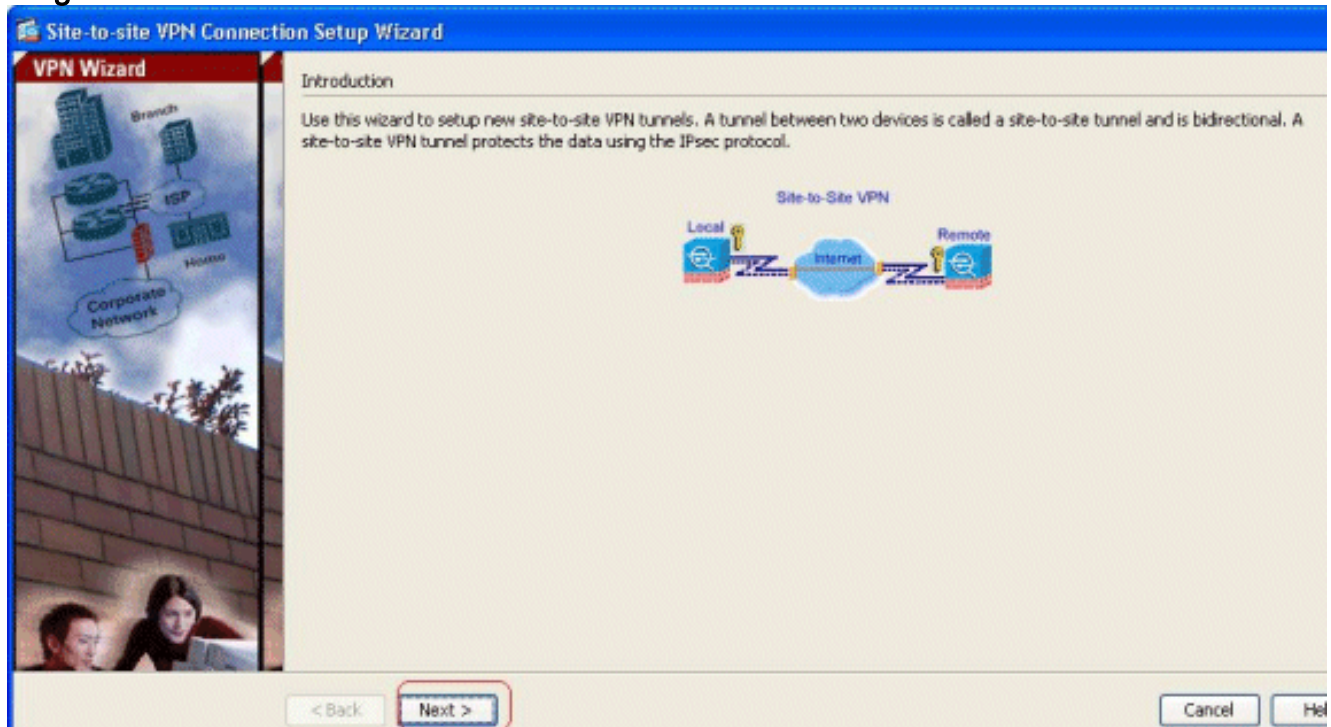 Site-to-site VPN Connection Setup Wizard
VPN Wizard
Branch
ISP
Home
Corporate
Network
Introduction
Use this wizard to setup new site-to-site VPN tunnels. A tunnel between two devices is called a site-to-site tunnel and is bidirectional. A
site-to-site VPN tunnel protects the data using the IPsec protocol.
Site-to-Site VPN
Local
Remote
Internet
< Back
Next >
Cancel
Hel